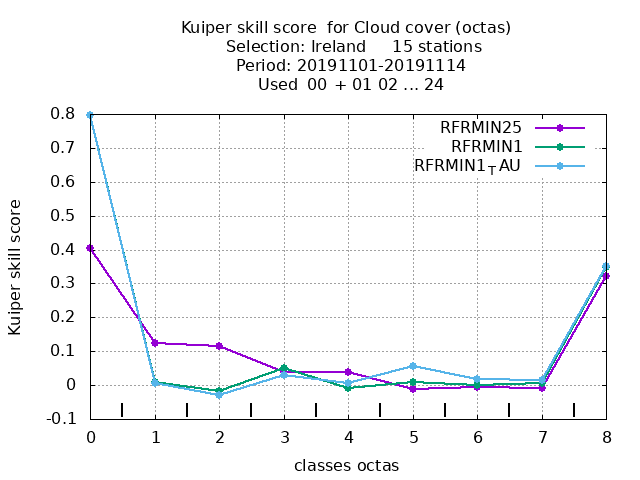 Kuiper skill score for Cloud cover (octas)
Selection: Ireland 15 stations
Period: 20191101-20191114
Used 00 + 01 02 ... 24
RFRMIN25
RFRMIN1
RFRMIN1TAU
Kuiper skill score
0.8
0.7
0.6
0.5
0.4
0.3
0.2
0.1
0
-0.1
0 1 2 3 4 5 6 7 8
classes octas